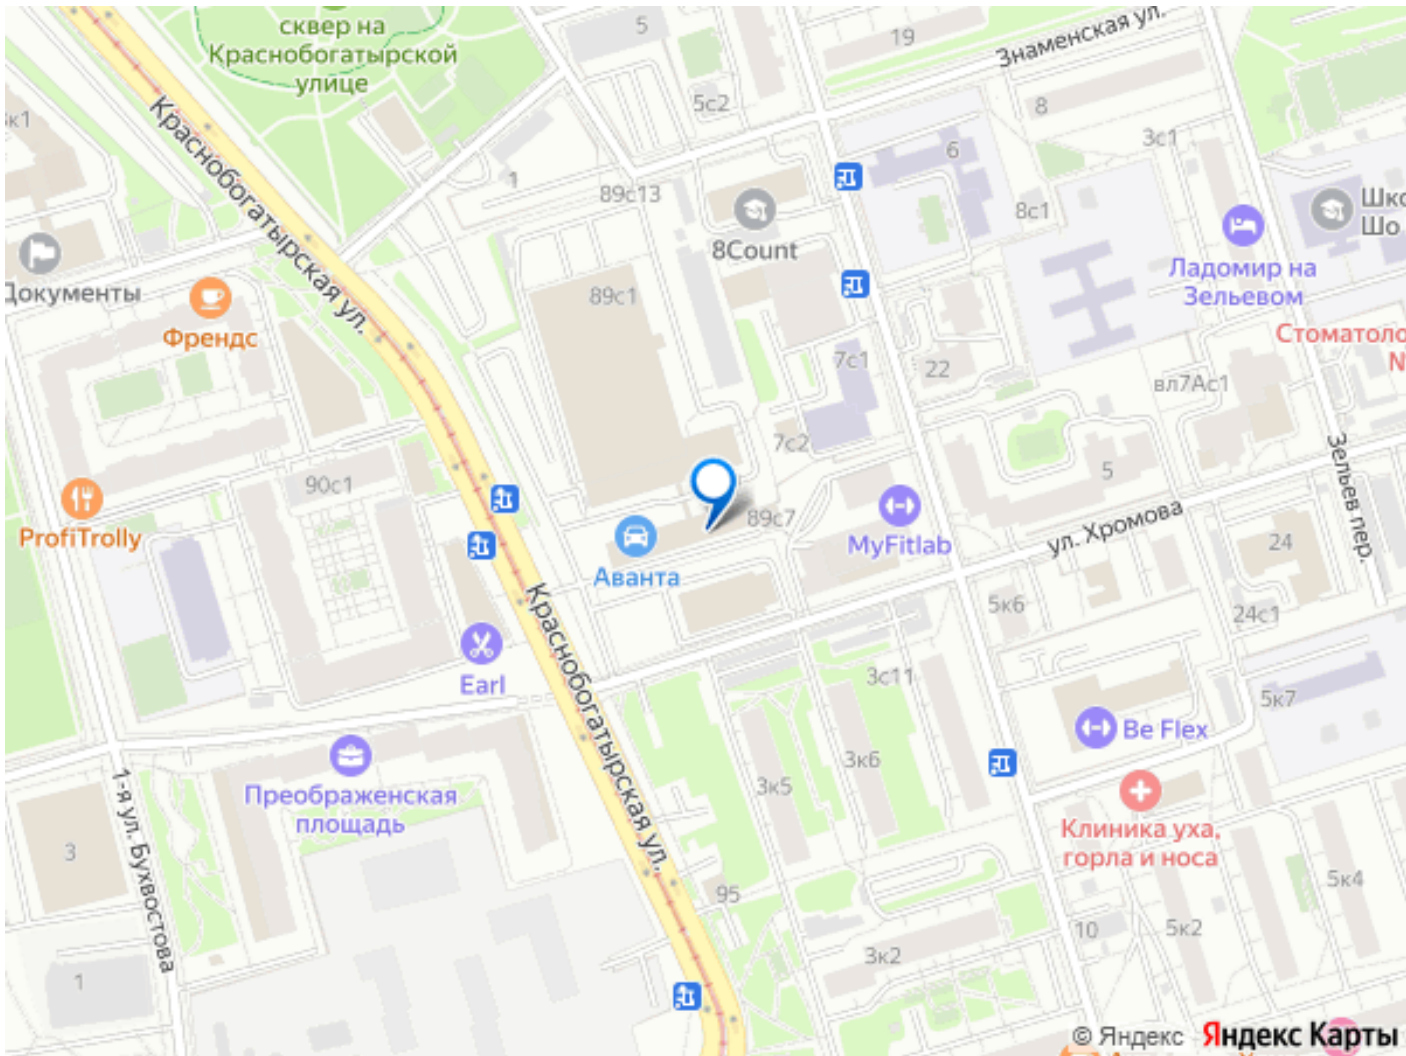 сквер на
Краснобогатырской
улице
5
19
Знаменская ул.
5с2
8
3с1
к1
Краснобогатырская ул.
1
6
89с13
8Count
8с1
Шко
Шо
Документы
Френдс
89с1
Ладомир на
Зельевом
Стоматоло
N
7с1
22
вл7Ас1
7с2
90с1
ProfiTrolly
89с7
Аванта
MyFitlab
5
ул. Хромова
Зельев пер.
24
5к6
24с1
Краснобогатырская ул.
Earl
3с11
5к7
Be Flex
Преображенская
площадь
3к6
3к5
Клиника уха,
горла и носа
3
1-я ул. Бухвостова
95
5к4
10
5к2
3к2
1
© Яндекс Яндекс Карты